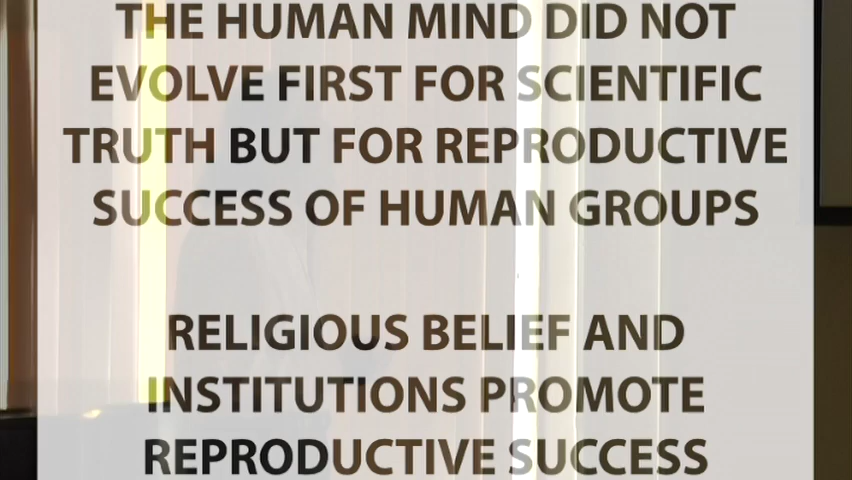 THE HUMAN MIND DID NOT
EVOLVE FIRST FOR SCIENTIFIC
TRUTH BUT FOR REPRODUCTIVE
SUCCESS OF HUMAN GROUPS
RELIGIOUS BELIEF AND
INSTITUTIONS PROMOTE
REPRODUCTIVE SUCCESS